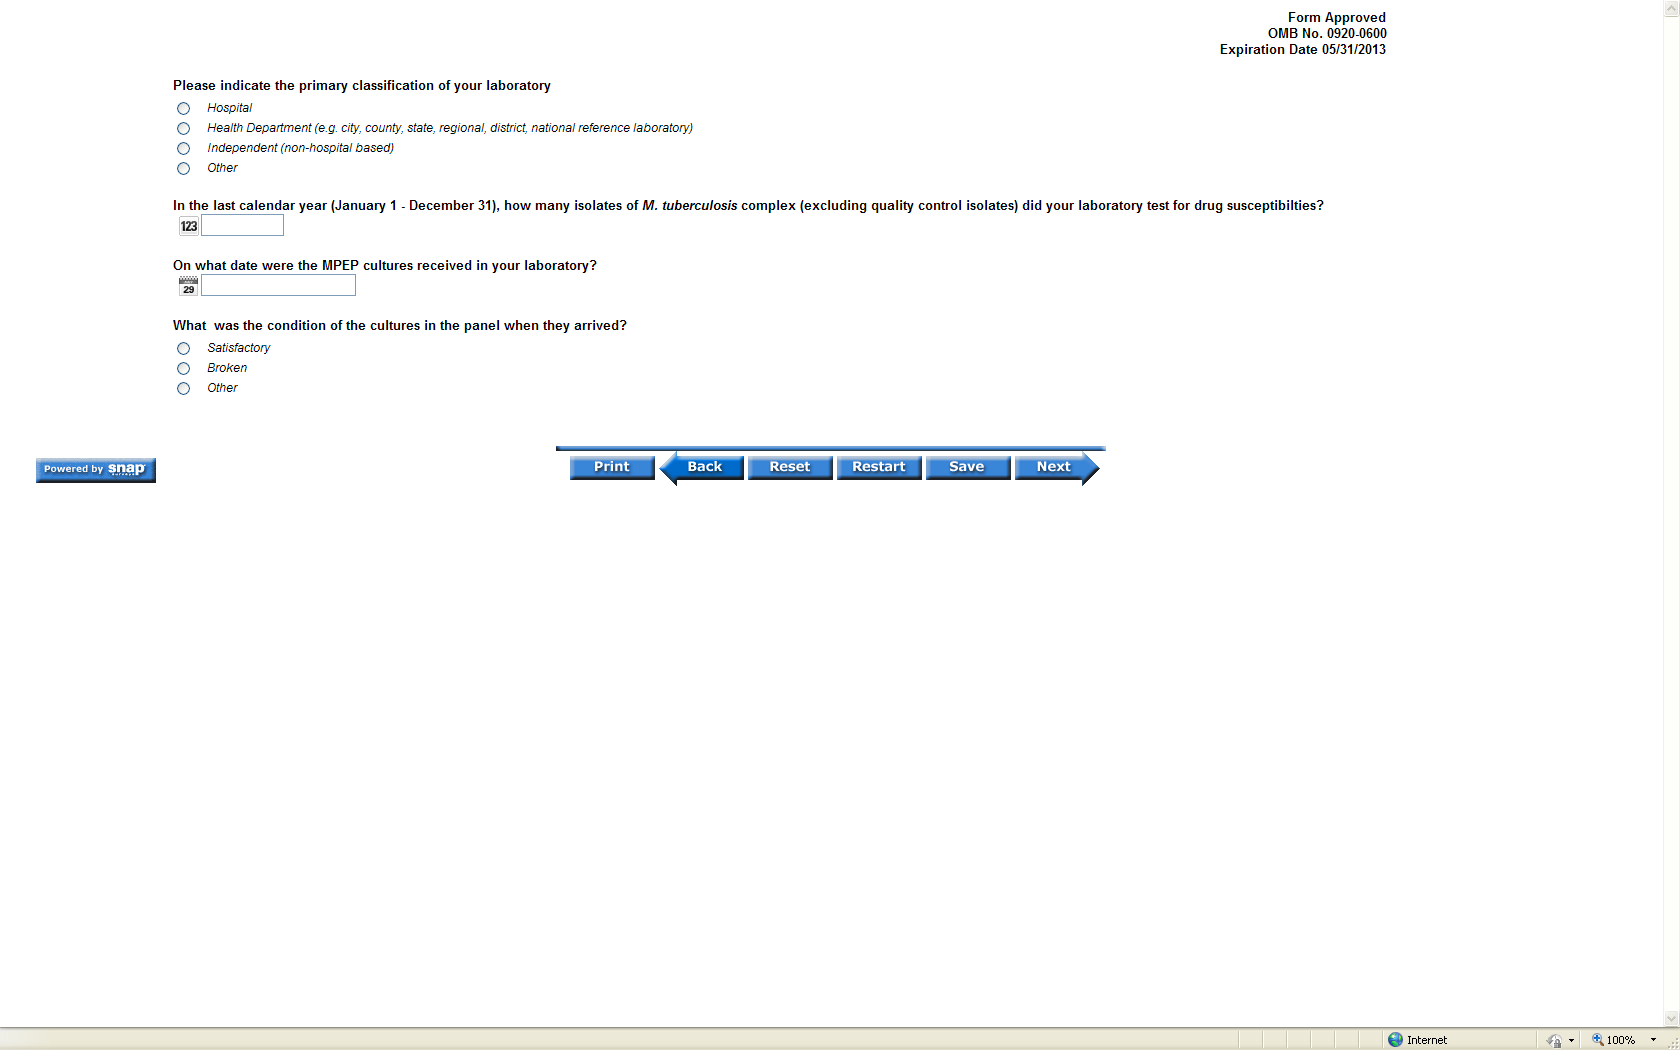 Form Approved
OMB No. 0920-0600
Expiration Date 05/31/2013
Please indicate the primary classification of your laboratory
Hospital
Health Department (e.g. city, county, state, regional, district, national reference laboratory)
Independent (non-hospital based)
Other
In the last calendar year (January 1 - December 31), how many isolates of M. tuberculosis complex (excluding quality control isolates) did your laboratory test for drug susceptibilties?
123
On what date were the MPEP cultures received in your laboratory?
29
What  was the condition of the cultures in the panel when they arrived?
Satisfactory
Broken
Other
Powered by snap surveys
Print Back Reset Restart Save Next
Internet 100%